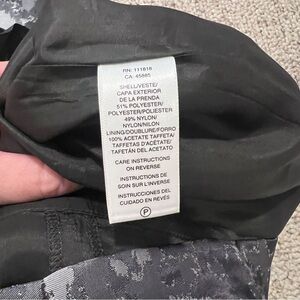 RN: 111818
CA: 45885
SHELL/VESTE/
CAPA EXTERIOR
DE LA PRENDA
51% POLYESTER/
POLYESTER/POLIESTER
49% NYLON/
NYLON/NILON
LINING/DOUBLURE/FORRO
100% ACETATE TAFFETA/
TAFFETAS D'ACÉTATE/
TAFETÁN DEL ACETATO
CARE INSTRUCTIONS
ON REVERSE
INSTRUCTIONS DE
SOIN SUR L'INVERSE
INSTRUCCIONES DEL
CUIDADO EN REVÉS
P